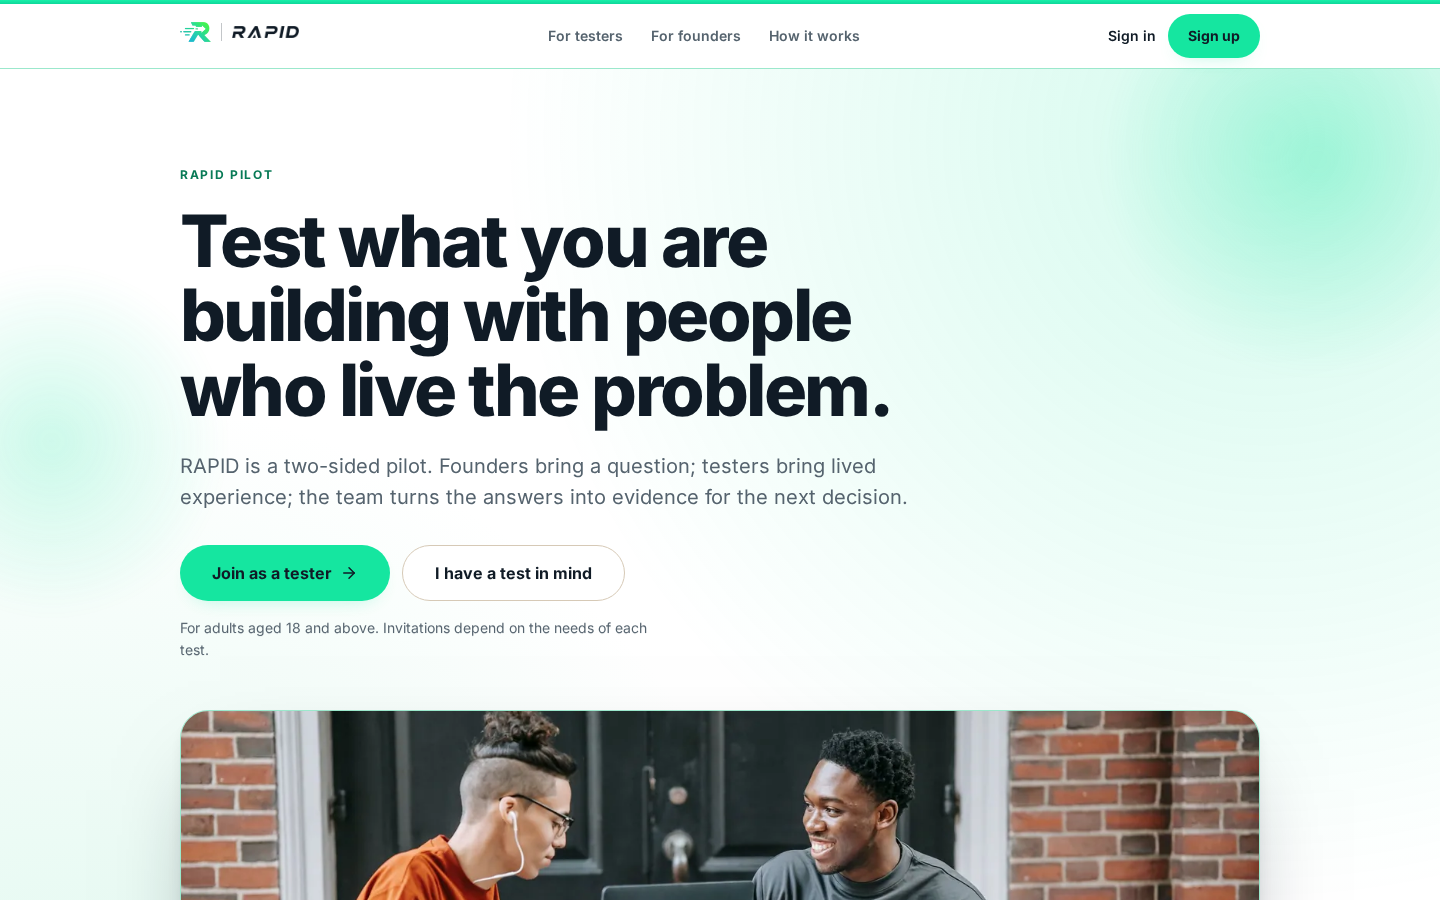 RAPID
For testers
For founders
How it works
Sign in
Sign up
RAPID PILOT
Test what you are
building with people
who live the problem.
RAPID is a two-sided pilot. Founders bring a question; testers bring lived
experience; the team turns the answers into evidence for the next decision.
Join as a tester →
I have a test in mind
For adults aged 18 and above. Invitations depend on the needs of each
test.